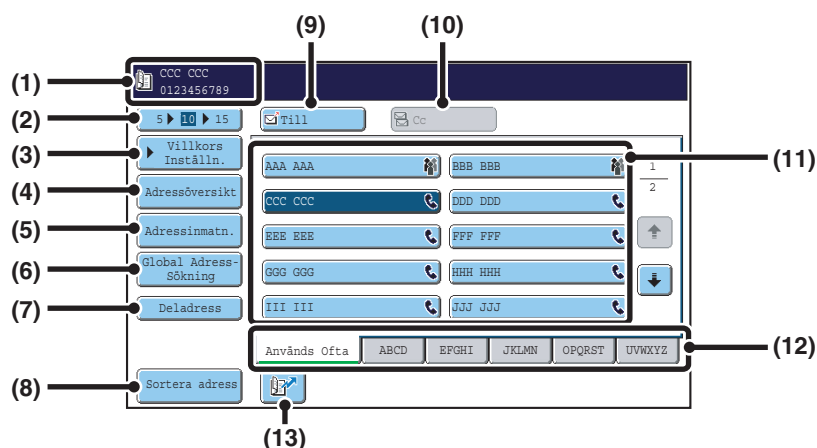 (9)
(10)
(1)
CCC CCC
0123456789
(2)
5 10 15
Till
Cc
(3)
Villkors
Inställn.
(4)
Adressöversikt
(5)
Adressinmatn.
(6)
Global Adress-
Sökning
(7)
Deladress
(8)
Sortera adress
AAA AAA
BBB BBB
CCC CCC
DDD DDD
EEE EEE
FFF FFF
GGG GGG
HHH HHH
III III
JJJ JJJ
1
2
(11)
Används Ofta
ABCD
EFGHI
JKLMN
OPQRST
UVWXYZ
(12)
(13)